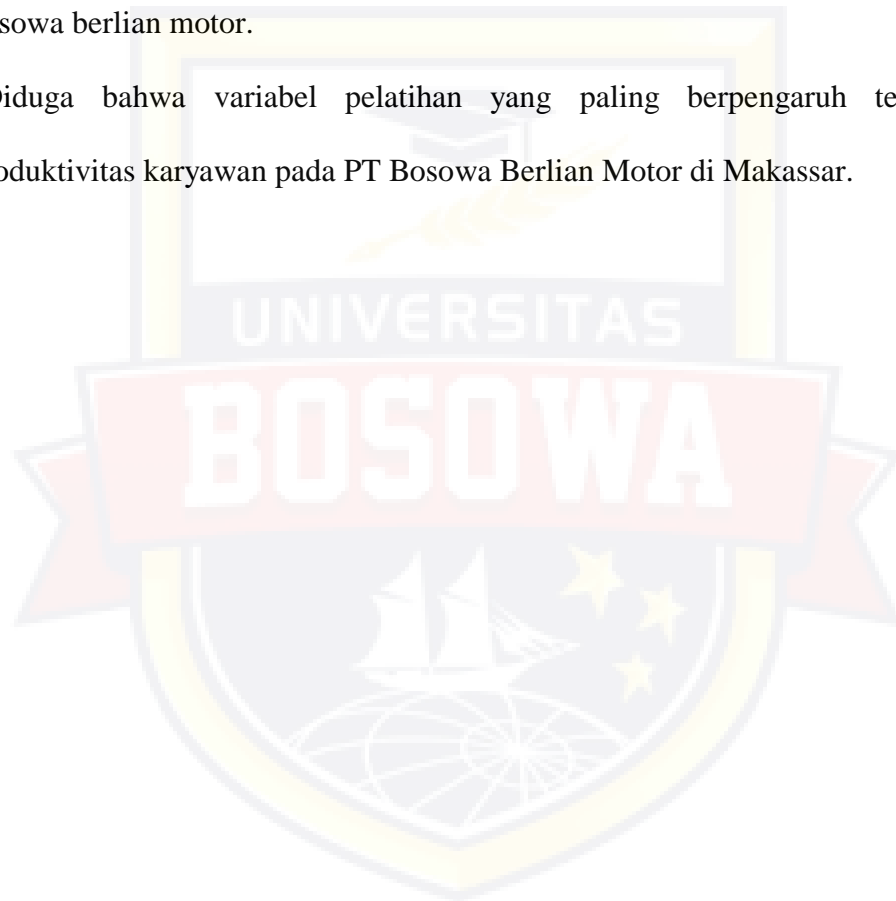 sowa berlian motor.
Diduga bahwa variabel pelatihan yang paling berpengaruh te
oduktivitas karyawan pada PT Bosowa Berlian Motor di Makassar.
UNIVERSITAS
BOSOWA